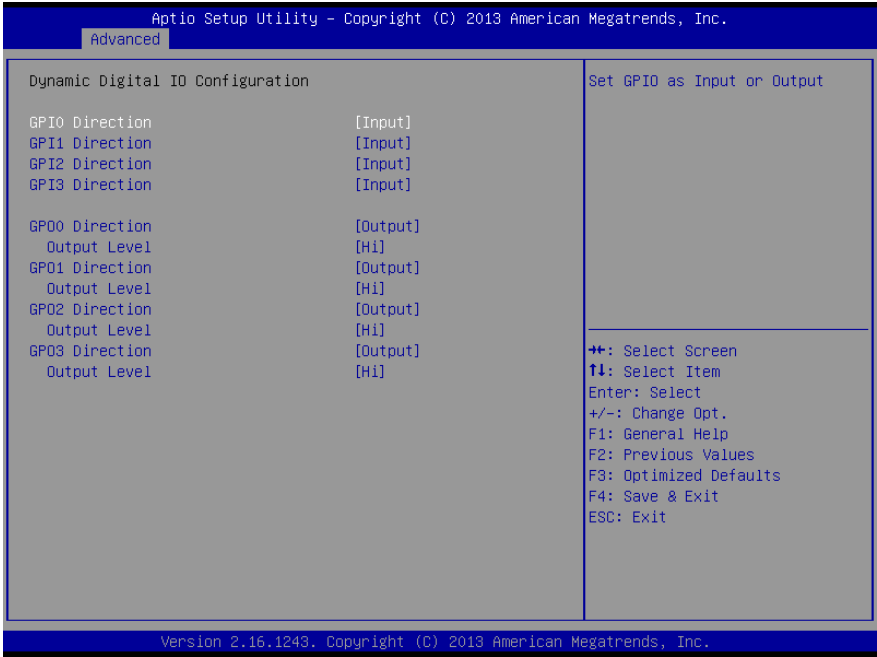 Aptio Setup Utility – Copyright (C) 2013 American Megatrends, Inc.
Advanced
Dynamic Digital IO Configuration
GPI0 Direction [Input]
GPI1 Direction [Input]
GPI2 Direction [Input]
GPI3 Direction [Input]
GPO0 Direction [Output]
Output Level [Hi]
GPO1 Direction [Output]
Output Level [Hi]
GPO2 Direction [Output]
Output Level [Hi]
GPO3 Direction [Output]
Output Level [Hi]
Set GPIO as Input or Output
→←: Select Screen
↑↓: Select Item
Enter: Select
+/-: Change Opt.
F1: General Help
F2: Previous Values
F3: Optimized Defaults
F4: Save & Exit
ESC: Exit
Version 2.16.1243. Copyright (C) 2013 American Megatrends, Inc.